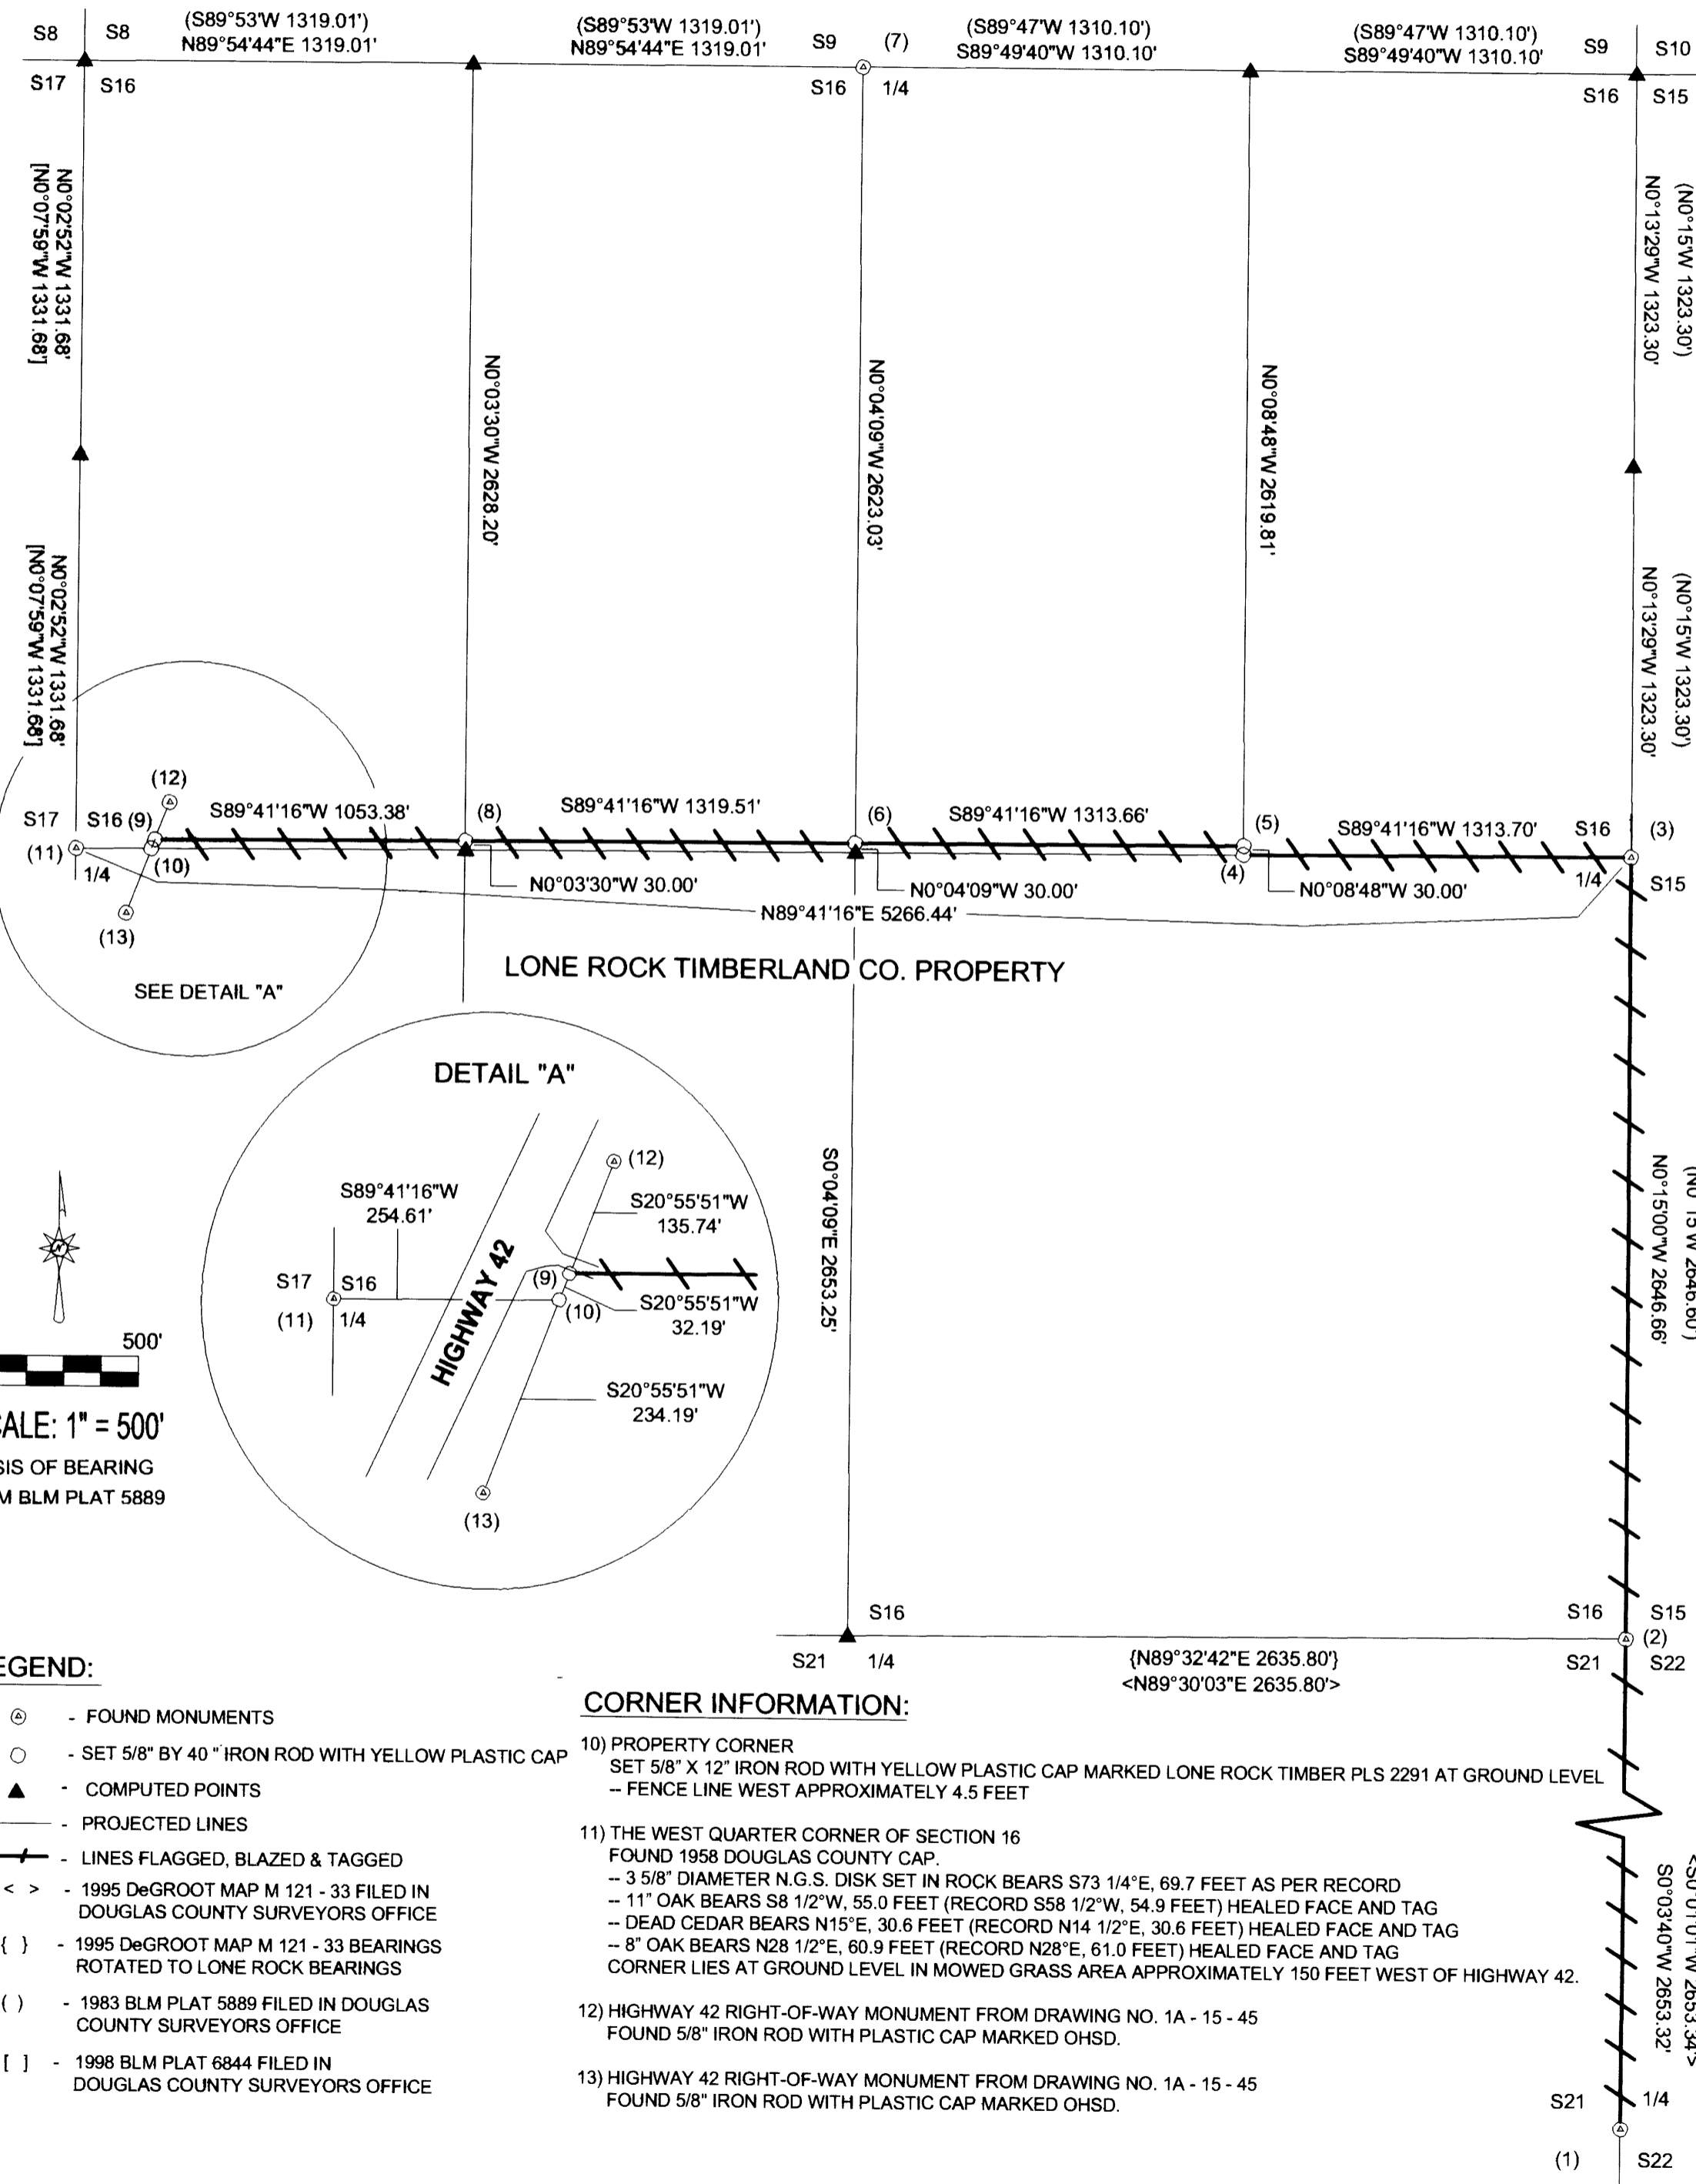 S8
S8
(S89°53'W 1319.01')
N89°54'44"E 1319.01'
(S89°53'W 1319.01')
N89°54'44"E 1319.01'
S9
(7)
(S89°47'W 1310.10')
S89°49'40"W 1310.10'
(S89°47'W 1310.10')
S89°49'40"W 1310.10'
S9
S10
S17
S16
S16
1/4
S16
S15
N0°02'52"W 1331.68'
[N0°07'59"W 1331.68']
N0°02'52"W 1331.68'
[N0°07'59"W 1331.68']
N0°03'30"W 2628.20'
N0°04'09"W 2623.03'
N0°08'48"W 2619.81'
(N0°15'W 1323.30')
N0°13'29"W 1323.30'
(N0°15'W 1323.30')
N0°13'29"W 1323.30'
(12)
S17
S16
(9)
S89°41'16"W 1053.38'
(8)
S89°41'16"W 1319.51'
(6)
S89°41'16"W 1313.66'
(5)
S89°41'16"W 1313.70'
S16
(3)
(11)
1/4
(10)
N0°03'30"W 30.00'
N0°04'09"W 30.00'
(4)
N0°08'48"W 30.00'
1/4
S15
N89°41'16"E 5266.44'
(13)
SEE DETAIL "A"
LONE ROCK TIMBERLAND CO. PROPERTY
DETAIL "A"
(12)
S20°55'51"W
135.74'
S89°41'16"W
254.61'
HIGHWAY 42
S17
S16
(9)
(11)
1/4
(10)
S20°55'51"W
32.19'
S20°55'51"W
234.19'
(13)
S0°04'09"E 2653.25'
N0°15'00"W 2646.66'
500'
CALE: 1" = 500'
SIS OF BEARING
M BLM PLAT 5889
S16
S16
S15
(2)
S21
1/4
{N89°32'42"E 2635.80'}
<N89°30'03"E 2635.80'>
S21
S22
EGEND:
- FOUND MONUMENTS
- SET 5/8" BY 40 " IRON ROD WITH YELLOW PLASTIC CAP
- COMPUTED POINTS
- PROJECTED LINES
- LINES FLAGGED, BLAZED & TAGGED
< > - 1995 DeGROOT MAP M 121 - 33 FILED IN
DOUGLAS COUNTY SURVEYORS OFFICE
{ } - 1995 DeGROOT MAP M 121 - 33 BEARINGS
ROTATED TO LONE ROCK BEARINGS
( ) - 1983 BLM PLAT 5889 FILED IN DOUGLAS
COUNTY SURVEYORS OFFICE
[ ] - 1998 BLM PLAT 6844 FILED IN
DOUGLAS COUNTY SURVEYORS OFFICE
CORNER INFORMATION:
10) PROPERTY CORNER
SET 5/8" X 12" IRON ROD WITH YELLOW PLASTIC CAP MARKED LONE ROCK TIMBER PLS 2291 AT GROUND LEVEL
-- FENCE LINE WEST APPROXIMATELY 4.5 FEET
11) THE WEST QUARTER CORNER OF SECTION 16
FOUND 1958 DOUGLAS COUNTY CAP.
-- 3 5/8" DIAMETER N.G.S. DISK SET IN ROCK BEARS S73 1/4°E, 69.7 FEET AS PER RECORD
-- 11" OAK BEARS S8 1/2°W, 55.0 FEET (RECORD S58 1/2°W, 54.9 FEET) HEALED FACE AND TAG
-- DEAD CEDAR BEARS N15°E, 30.6 FEET (RECORD N14 1/2°E, 30.6 FEET) HEALED FACE AND TAG
-- 8" OAK BEARS N28 1/2°E, 60.9 FEET (RECORD N28°E, 61.0 FEET) HEALED FACE AND TAG
CORNER LIES AT GROUND LEVEL IN MOWED GRASS AREA APPROXIMATELY 150 FEET WEST OF HIGHWAY 42.
12) HIGHWAY 42 RIGHT-OF-WAY MONUMENT FROM DRAWING NO. 1A - 15 - 45
FOUND 5/8" IRON ROD WITH PLASTIC CAP MARKED OHSD.
13) HIGHWAY 42 RIGHT-OF-WAY MONUMENT FROM DRAWING NO. 1A - 15 - 45
FOUND 5/8" IRON ROD WITH PLASTIC CAP MARKED OHSD.
<S0°01'01"W 2653.34'>
S0°03'40"W 2653.32'
S21
1/4
(1)
S22